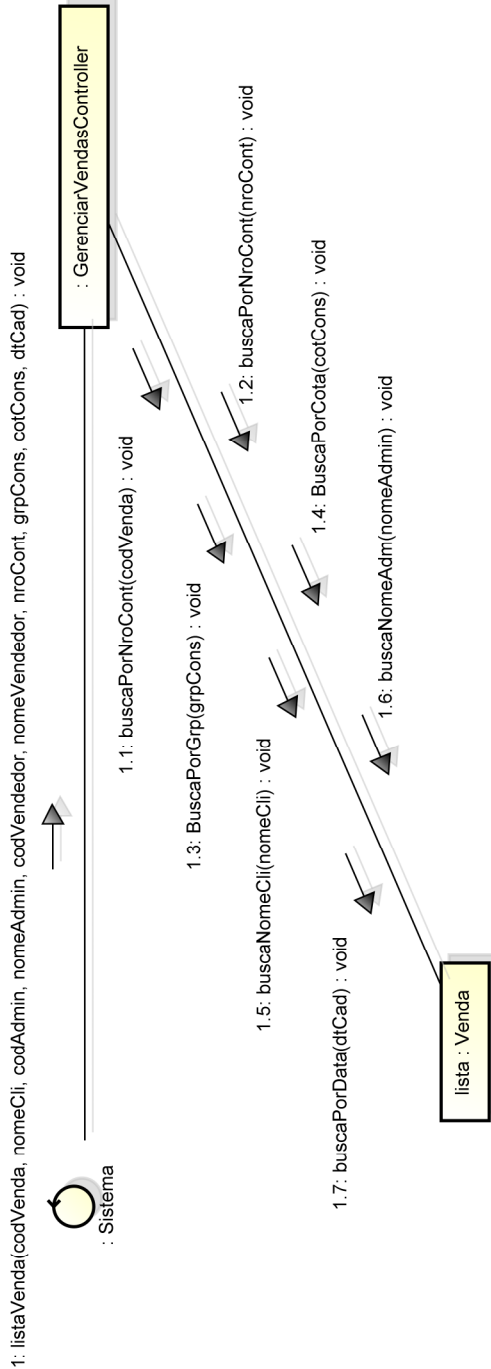 1: listaVenda(codVenda, nomeCli, codAdmin, nomeAdmin, codVendedor, nomeVendedor, nroCont, grpCons, cotCons, dtCad) : void
: Sistema
: GerenciarVendasController
1.1: buscaPorNroCont(codVenda) : void
1.2: buscaPorNroCont(nroCont) : void
1.3: BuscaPorGrp(grpCons) : void
1.4: BuscaPorCota(cotCons) : void
1.5: buscaNomeCli(nomeCli) : void
1.6: buscaNomeAdm(nomeAdmin) : void
1.7: buscaPorData(dtCad) : void
lista : Venda